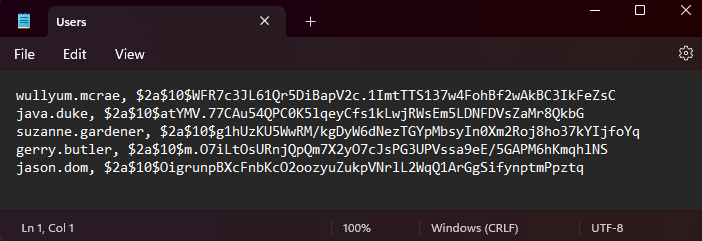 Users
File Edit View
wullyum.mcrae, $2a$10$WFR7c3JL61Qr5DiBapV2c.1ImtTTS137w4FohBf2wAkBC3IkFeZsC
java.duke, $2a$10$atYMV.77CAu54QPC0K5lqeyCfs1kLwjRWsEm5LDNFDVsZaMr8QkbG
suzanne.gardener, $2a$10$g1hUzKU5WwRM/kgDyW6dNezTGYpMbsyIn0Xm2Roj8ho37kYIjfoYq
gerry.butler, $2a$10$m.O7iLtOsURnjQpQm7X2yO7cJsPG3UPVssa9eE/5GAPM6hKmqhlNS
jason.dom, $2a$10$OigrunpBXcFnbKcO2oozyuZukpVNrlL2WqQ1ArGgSifynptmPpztq
Ln 1, Col 1 100% Windows (CRLF) UTF-8